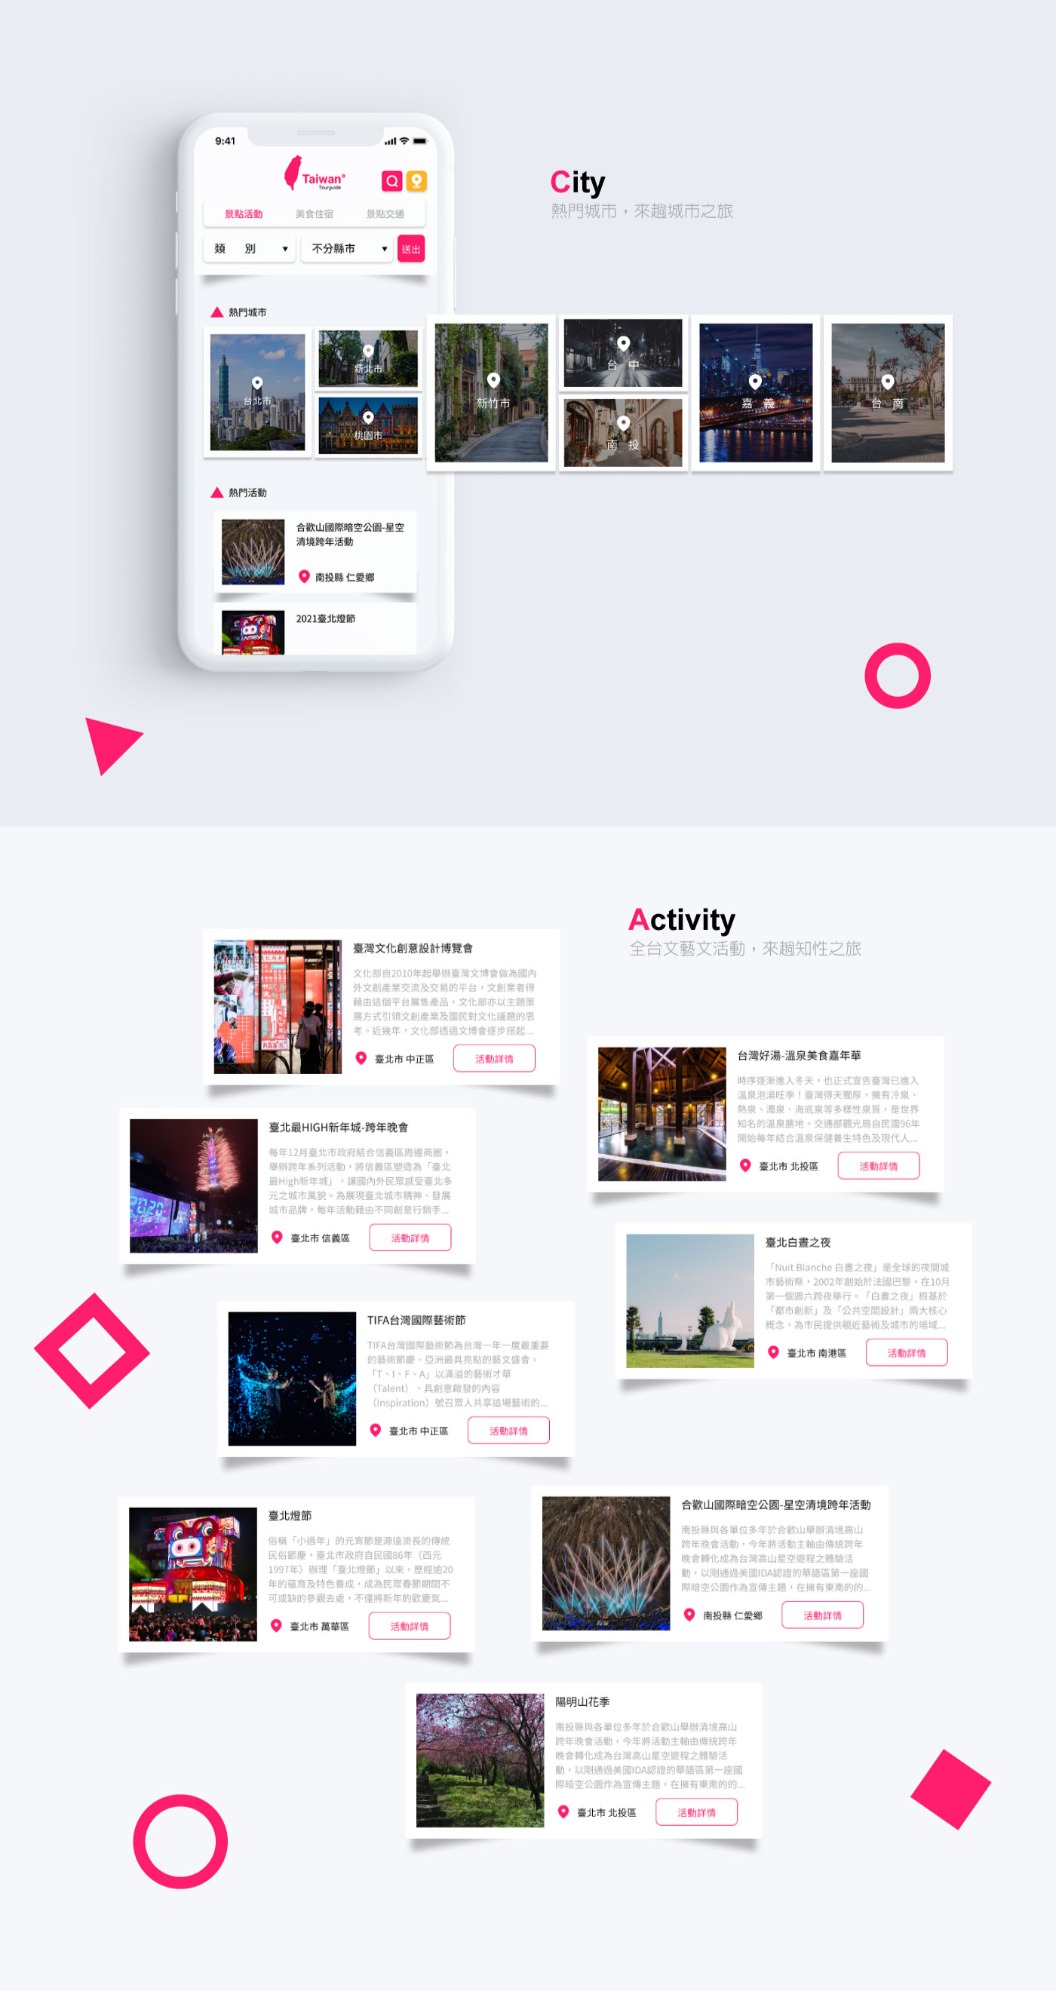 9:41
Taiwan°
Tourguide
景點活動 美食住宿 景點交通
類 別 ▼ 不分縣市 ▼ 送出
City
熱門城市，來趟城市之旅
熱門城市
台北市
新北市
桃園市
新竹市
台 中
南 投
嘉 義
台 南
熱門活動
合歡山國際暗空公園-星空
清境跨年活動
南投縣 仁愛鄉
2021臺北燈節
Activity
全台文藝文活動，來趟知性之旅
臺灣文化創意設計博覽會
文化部自2010年起舉辦臺灣文博會做為國內
外文創產業交流及交易的平台，文創業者得
藉由這個平台展售產品，文化部亦以主題策
展方式引領文創產業及國民對文化議題的思
考。近幾年，文化部透過文博會逐步搭起...
臺北市 中正區 活動詳情
台灣好湯-溫泉美食嘉年華
時序逐漸進入冬天，也正式宣告臺灣已進入
溫泉泡湯旺季！臺灣得天獨厚，擁有冷泉、
熱泉、濁泉、海底泉等多樣性泉質，是世界
知名的溫泉勝地。交通部觀光局自民國96年
開始每年結合溫泉保健養生特色及現代人...
臺北市 北投區 活動詳情
臺北最HIGH新年城-跨年晚會
每年12月臺北市政府結合信義區周邊商圈，
舉辦跨年系列活動，將信義區塑造為「臺北
最High新年城」，讓國內外民眾感受臺北多
元之城市風貌。為展現臺北城市精神、發展
城市品牌，每年活動藉由不同創意行銷手...
臺北市 信義區 活動詳情
臺北白晝之夜
「Nuit Blanche 白晝之夜」是全球的夜間城
市藝術祭，2002年創始於法國巴黎，在10月
第一個週六跨夜舉行。「白晝之夜」根基於
「都市創新」及「公共空間設計」兩大核心
概念，為市民提供親近藝術及城市的場域...
臺北市 南港區 活動詳情
TIFA台灣國際藝術節
TIFA台灣國際藝術節為台灣一年一度最重要
的藝術節慶、亞洲最具亮點的藝文盛會。
「T、I、F、A」以滿溢的藝術才華
（Talent）、具創意啟發的內容
（Inspiration）號召眾人共享這場藝術的...
臺北市 中正區 活動詳情
臺北燈節
俗稱「小過年」的元宵節是源遠流長的傳統
民俗節慶，臺北市政府自民國86年（西元
1997年）辦理「臺北燈節」以來，歷經逾20
年的蘊育及特色養成，成為民眾春節期間不
可或缺的參觀去處，不僅將新年的歡慶氣...
臺北市 萬華區 活動詳情
合歡山國際暗空公園-星空清境跨年活動
南投縣與各單位多年於合歡山舉辦清境高山
跨年晚會活動，今年將活動主軸由傳統跨年
晚會轉化成為台灣高山星空遊程之體驗活
動，以剛通過美國IDA認證的華語區第一座國
際暗空公園作為宣傳主題，在擁有東南的的...
南投縣 仁愛鄉 活動詳情
陽明山花季
南投縣與各單位多年於合歡山舉辦清境高山
跨年晚會活動，今年將活動主軸由傳統跨年
晚會轉化成為台灣高山星空遊程之體驗活
動，以剛通過美國IDA認證的華語區第一座國
際暗空公園作為宣傳主題，在擁有東南的的...
臺北市 北投區 活動詳情